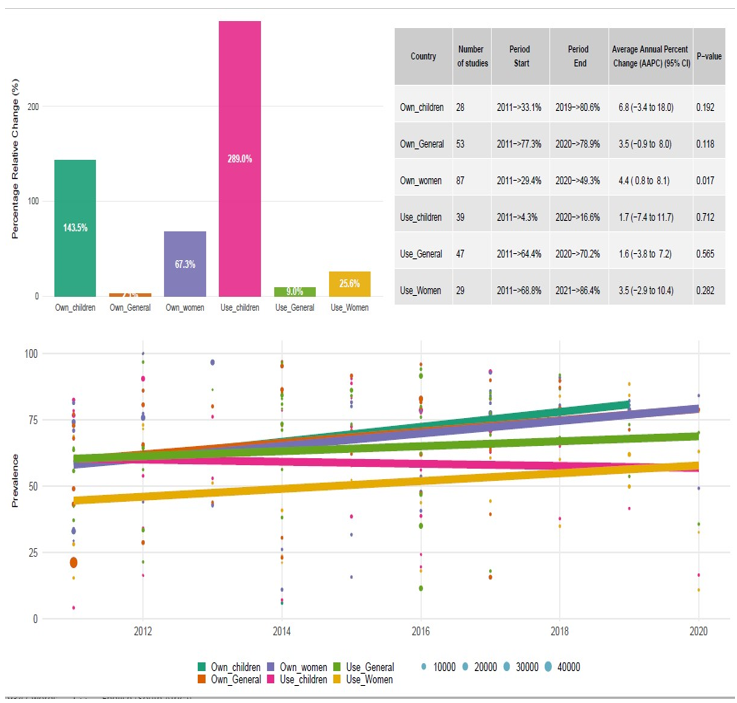 Percentage Relative Change (%)
200
100
0
143.5%
67.3%
289.0%
9.0%
25.6%
Own_children Own_General Own_women Use_children Use_General Use_Women
Country Number of studies Period Start Period End Average Annual Percent Change (AAPC) (95% CI) P−value
Own_children 28 2011−>33.1% 2019−>80.6% 6.8 (−3.4 to 18.0) 0.192
Own_General 53 2011−>77.3% 2020−>78.9% 3.5 (−0.9 to 8.0) 0.118
Own_women 87 2011−>29.4% 2020−>49.3% 4.4 ( 0.8 to 8.1) 0.017
Use_children 39 2011−>4.3% 2020−>16.6% 1.7 (−7.4 to 11.7) 0.712
Use_General 47 2011−>64.4% 2020−>70.2% 1.6 (−3.8 to 7.2) 0.565
Use_Women 29 2011−>68.8% 2021−>86.4% 3.5 (−2.9 to 10.4) 0.282
Prevalence
100
75
50
25
0
2012 2014 2016 2018 2020
Own_children Own_women Use_General 10000 20000 30000 40000
Own_General Use_children Use_Women